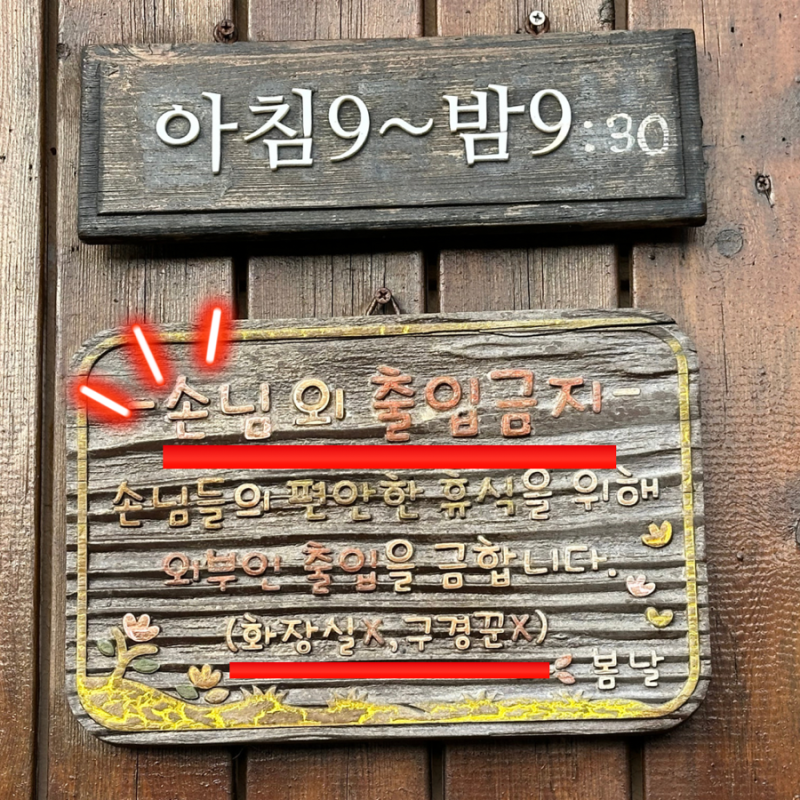 아침9~밤9:30
-손님 외 출입금지-
손님들의 편안한 휴식을 위해
외부인 출입을 금합니다.
(화장실X, 구경꾼X)
봄날